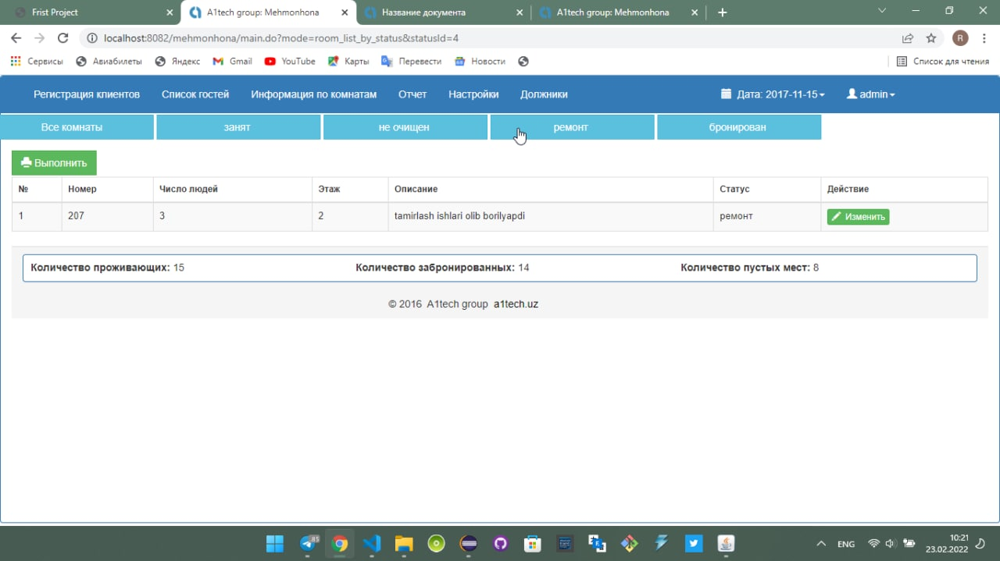 Frist Project
A1tech group: Mehmonhona
Название документа
A1tech group: Mehmonhona
localhost:8082/mehmonhona/main.do?mode=room_list_by_status&statusId=4
R
Сервисы Авиабилеты Яндекс Gmail YouTube Карты Перевести Новости Список для чтения
Регистрация клиентов Список гостей Информация по комнатам Отчет Настройки Должники Дата: 2017-11-15 admin
Все комнаты занят не очищен ремонт бронирован
Выполнить
№ Номер Число людей Этаж Описание Статус Действие
1 207 3 2 tamirlash ishlari olib borilyapdi ремонт Изменить
Количество проживающих: 15 Количество забронированных: 14 Количество пустых мест: 8
© 2016 A1tech group a1tech.uz
85
ENG
10:21
23.02.2022